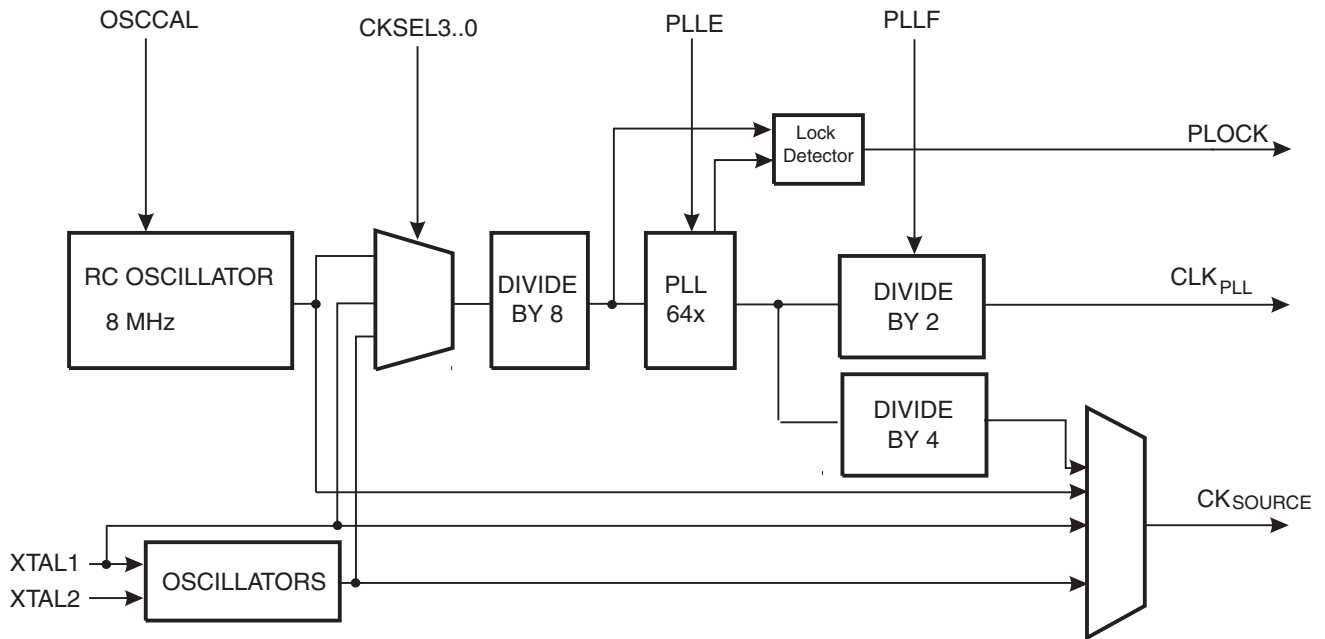 OSCCAL
CKSEL3..0
PLLE
PLLF
Lock
Detector
PLOCK
RC OSCILLATOR
8 MHz
DIVIDE
BY 8
PLL
64x
DIVIDE
BY 2
CLKPLL
DIVIDE
BY 4
CKSOURCE
XTAL1
XTAL2
OSCILLATORS